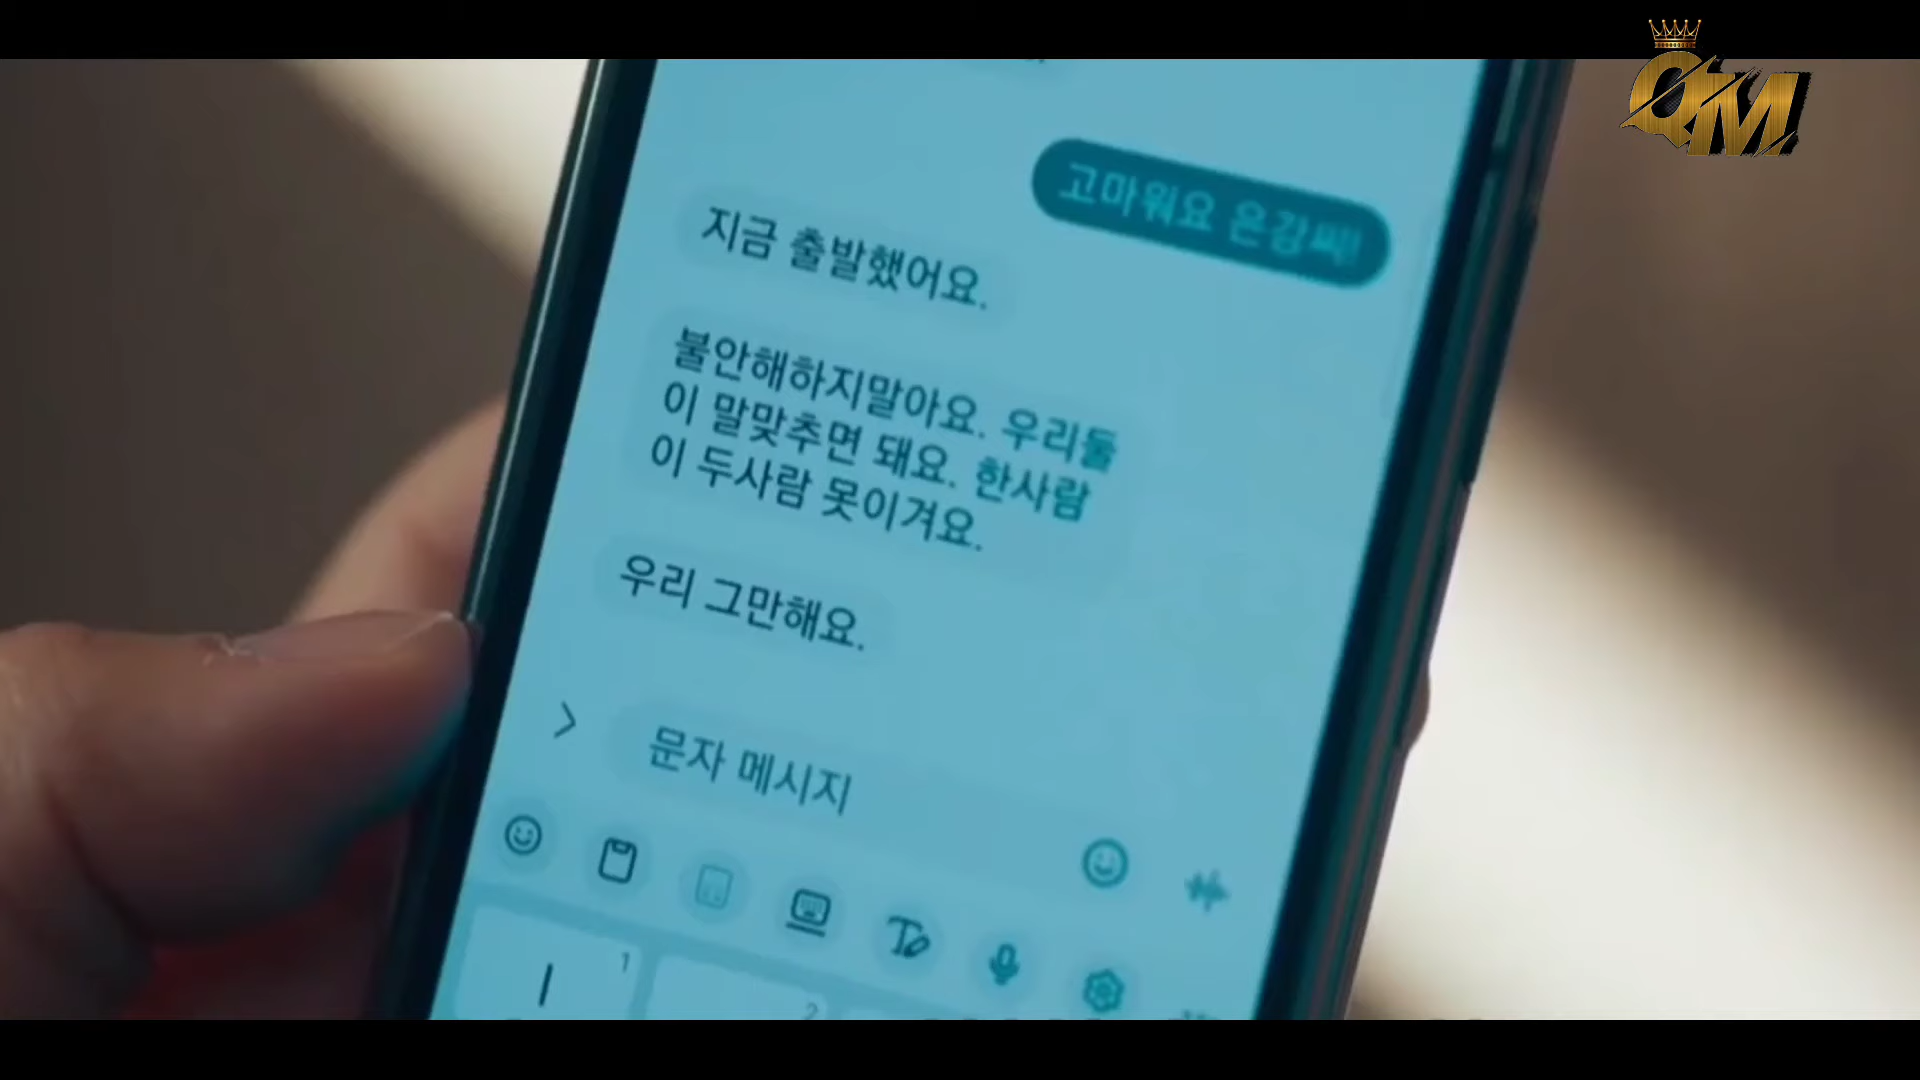 QM
고마워요 은강씨!
지금 출발했어요.
불안해하지말아요. 우리둘
이 말맞추면 돼요. 한사람
이 두사람 못이겨요.
우리 그만해요.
문자 메시지
ㅣ 1
2